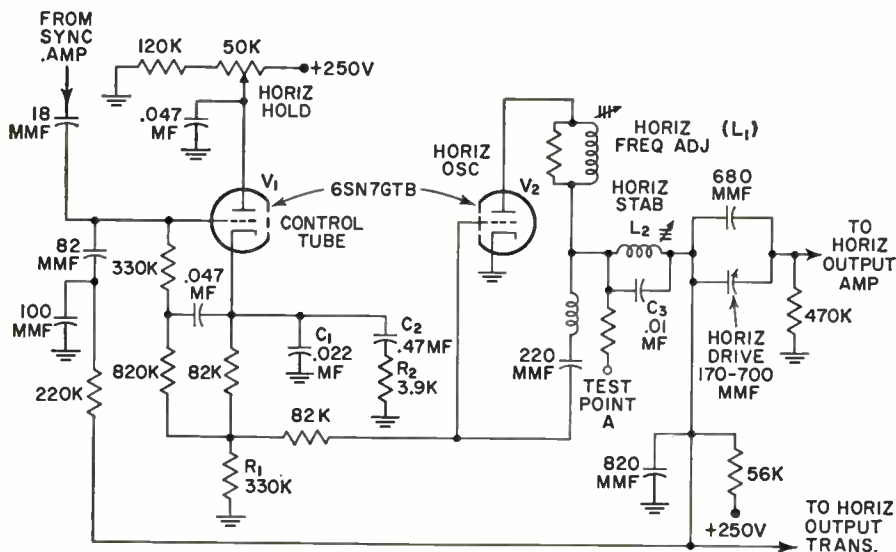 FROM
SYNC
.AMP
120K
50K
+250V
HORIZ
HOLD
18
MMF
.047
MF
V1
6SN7GTB
CONTROL
TUBE
HORIZ
OSC
V2
HORIZ
FREQ ADJ (L1)
HORIZ
STAB
L2
680
MMF
TO
HORIZ
OUTPUT
AMP
82
MMF
330K
.047
MF
100
MMF
C1
.022
MF
C2
.47MF
R2
3.9K
220
MMF
C3
.01
MF
TEST
POINT
A
HORIZ
DRIVE
170-700
MMF
470K
220K
820K
82K
82K
R1
330K
820
MMF
56K
+250V
TO HORIZ
OUTPUT
TRANS.